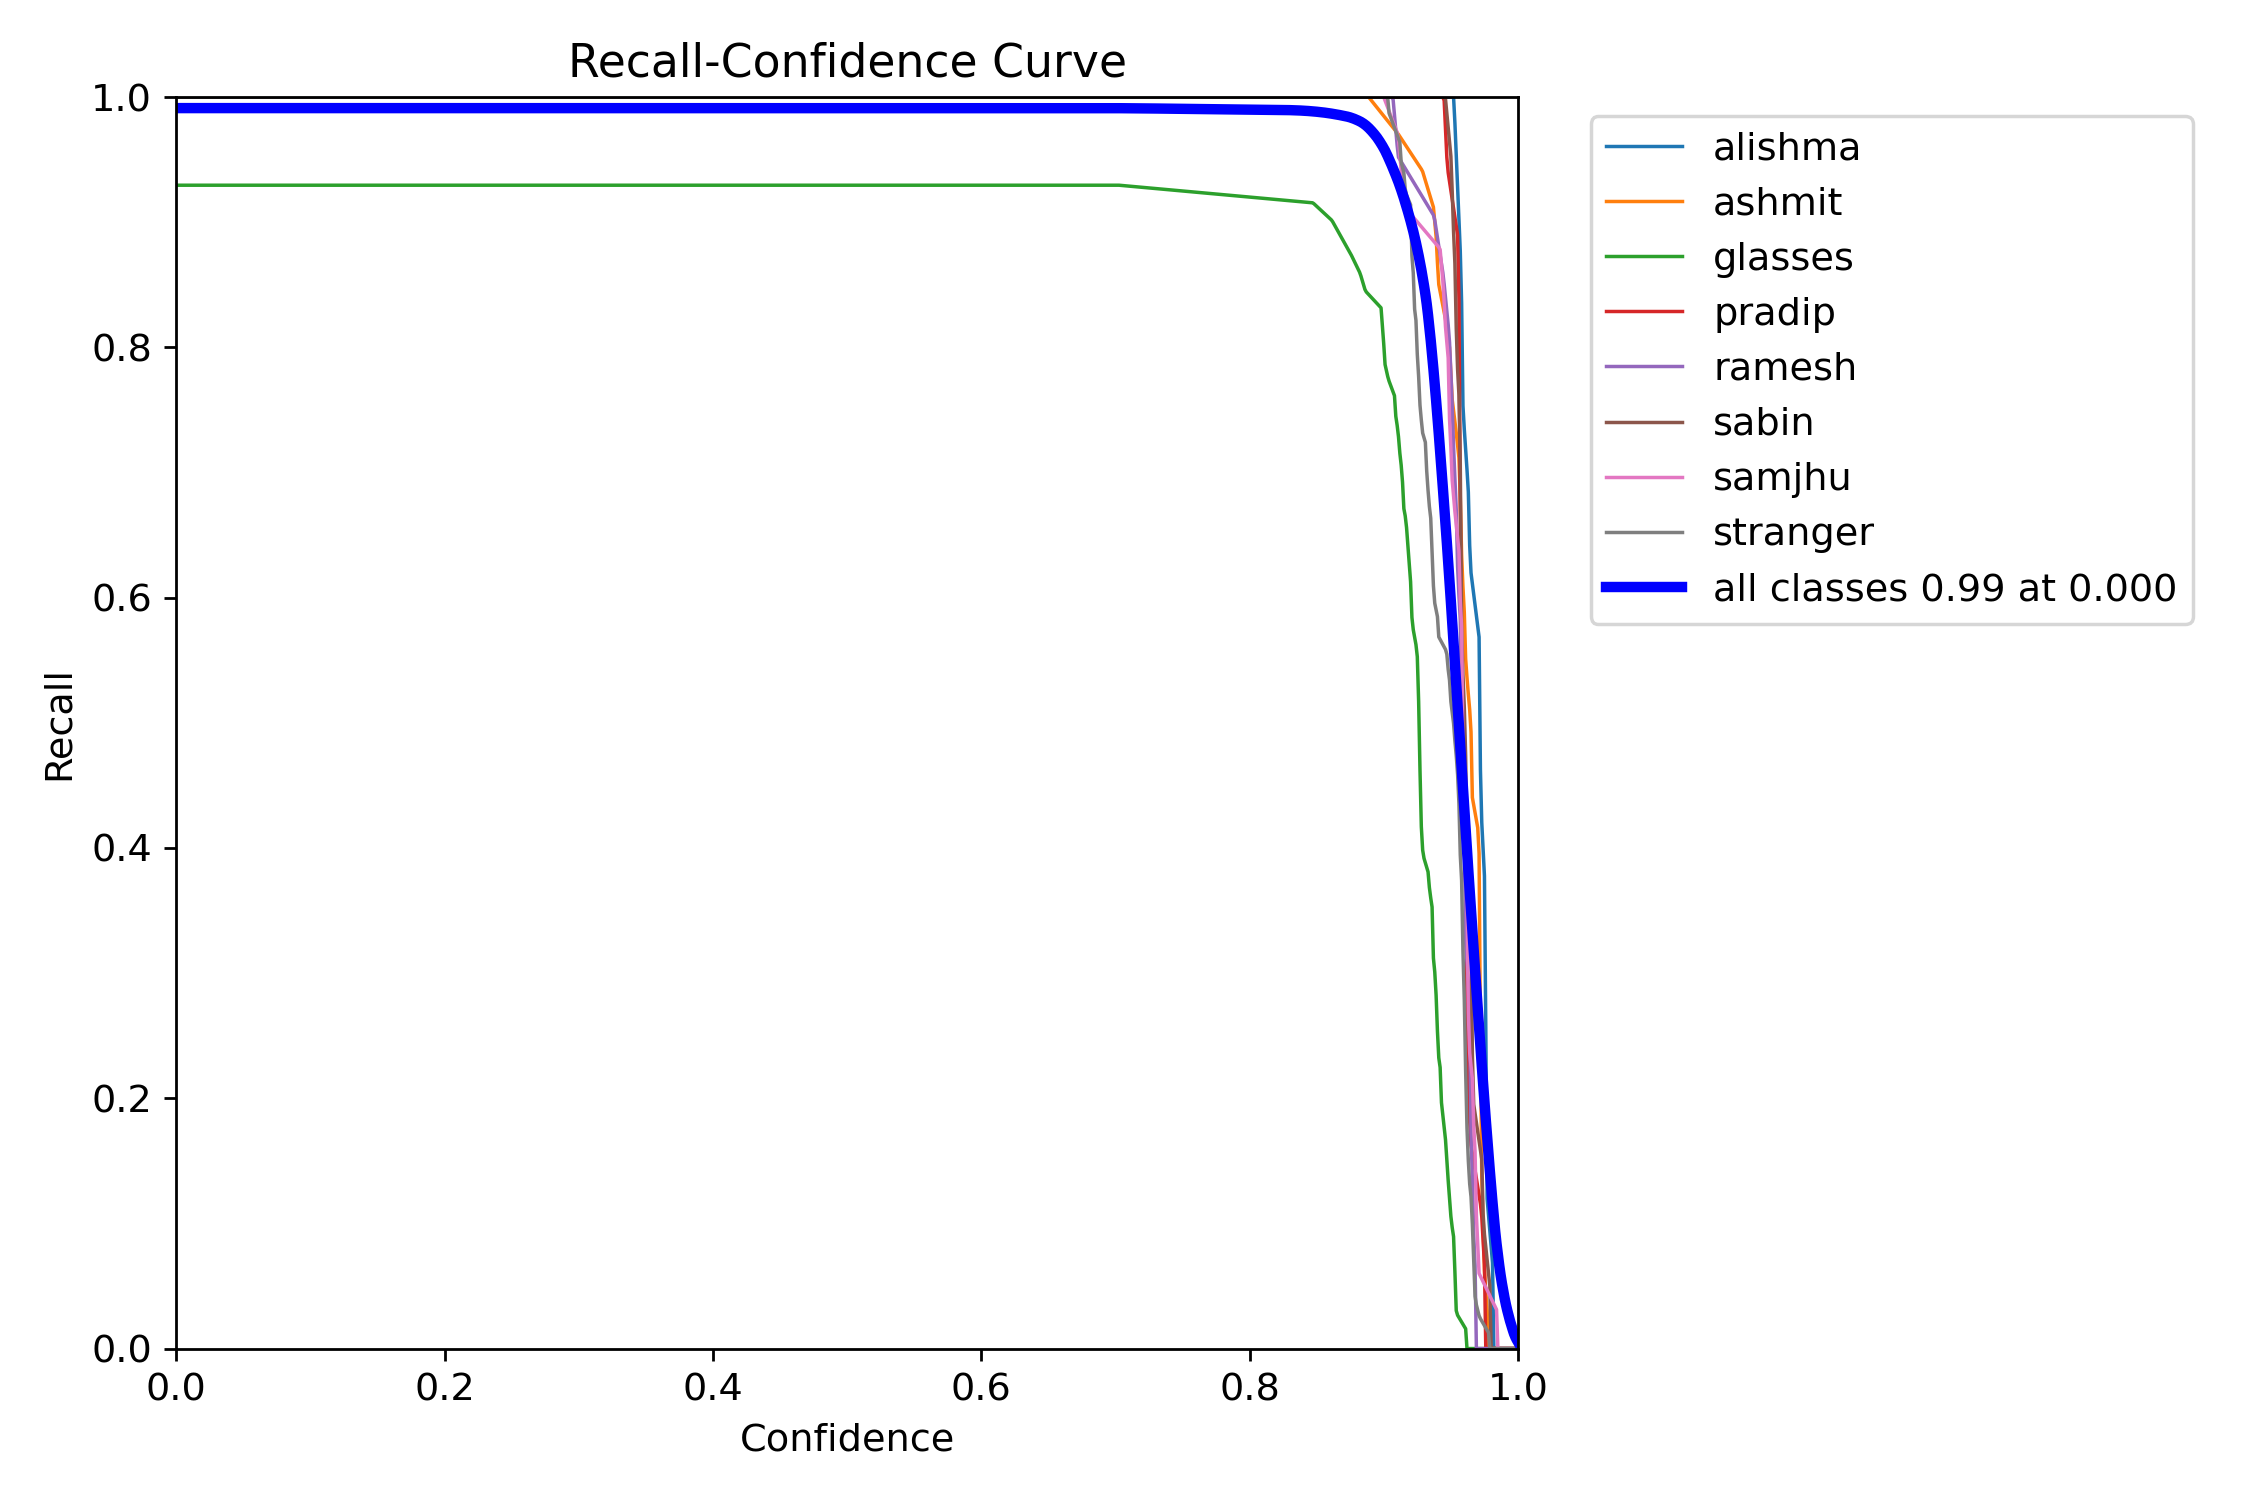 Recall-Confidence Curve
1.0
0.8
0.6
0.4
0.2
0.0
Recall
0.0 0.2 0.4 0.6 0.8 1.0
Confidence
alishma
ashmit
glasses
pradip
ramesh
sabin
samjhu
stranger
all classes 0.99 at 0.000